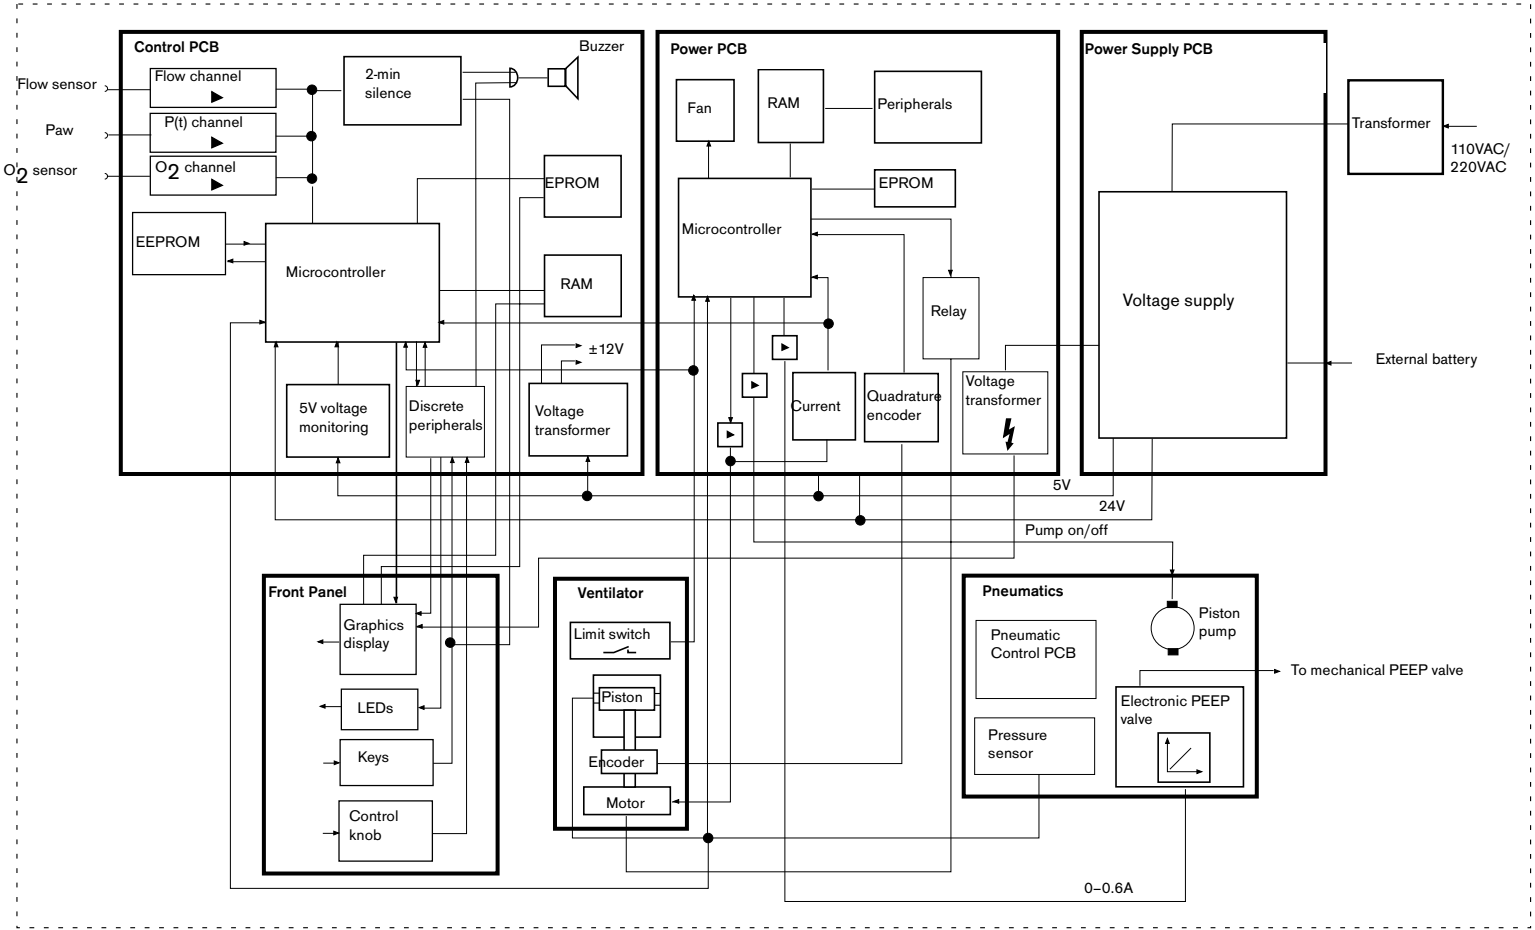 Control PCB
Buzzer
Power PCB
Power Supply PCB
Flow sensor
Flow channel
2-min
silence
Paw
P(t) channel
O2 sensor
O2 channel
EPROM
EEPROM
Microcontroller
RAM
±12V
5V voltage
monitoring
Discrete
peripherals
Voltage
transformer
Fan
RAM
Peripherals
EPROM
Microcontroller
Relay
Current
Quadrature
encoder
Voltage
transformer
Transformer
110VAC/
220VAC
Voltage supply
External battery
5V
24V
Pump on/off
Front Panel
Graphics
display
LEDs
Keys
Control
knob
Ventilator
Limit switch
Piston
Encoder
Motor
Pneumatics
Piston
pump
Pneumatic
Control PCB
To mechanical PEEP valve
Electronic PEEP
valve
Pressure
sensor
0–0.6A